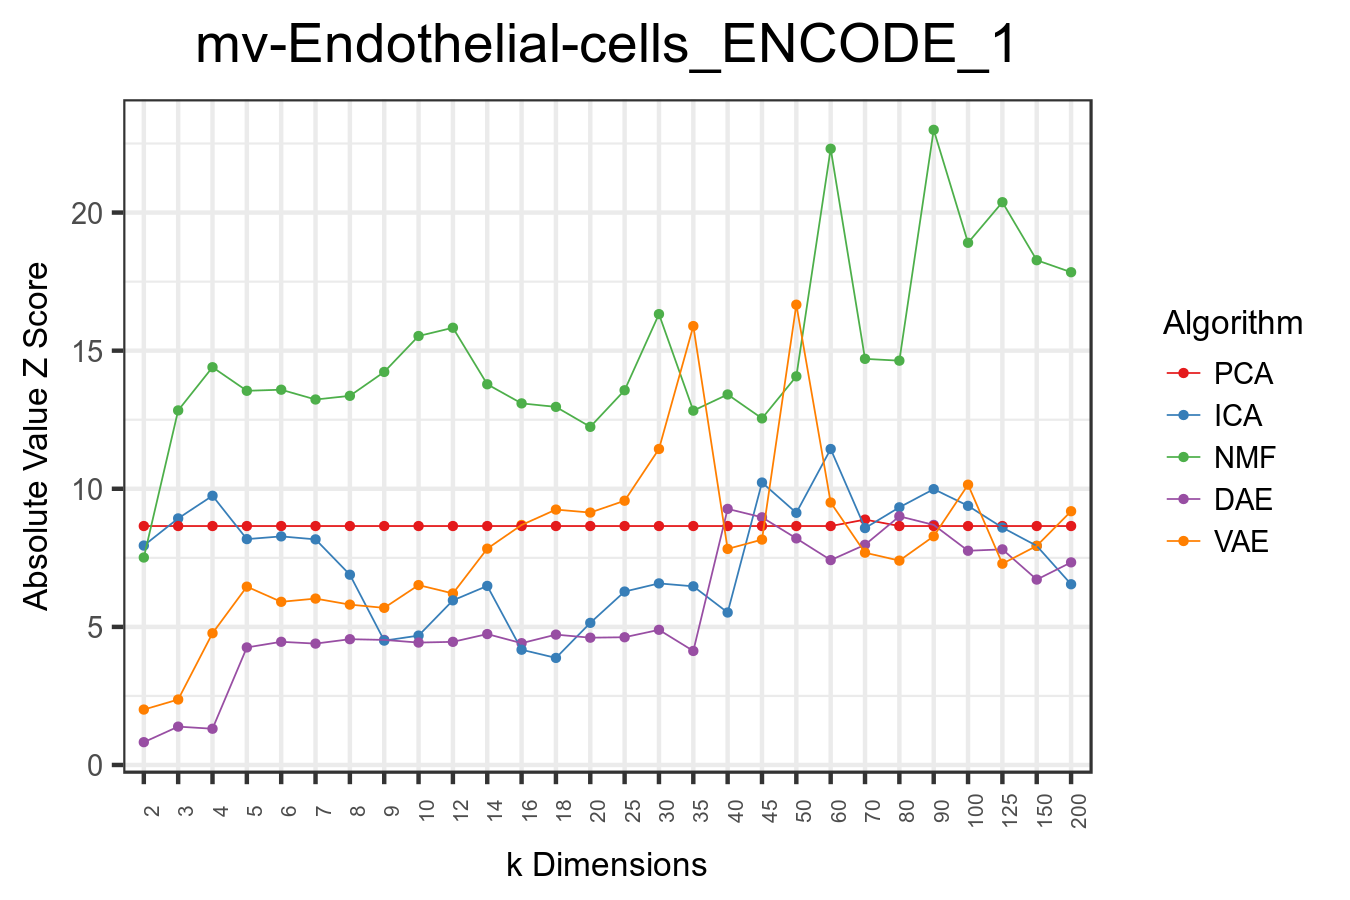 mv-Endothelial-cells_ENCODE_1
Absolute Value Z Score
20
15
10
5
0
2 3 4 5 6 7 8 9 10 12 14 16 18 20 25 30 35 40 45 50 60 70 80 90 100 125 150 200
k Dimensions
Algorithm
PCA
ICA
NMF
DAE
VAE